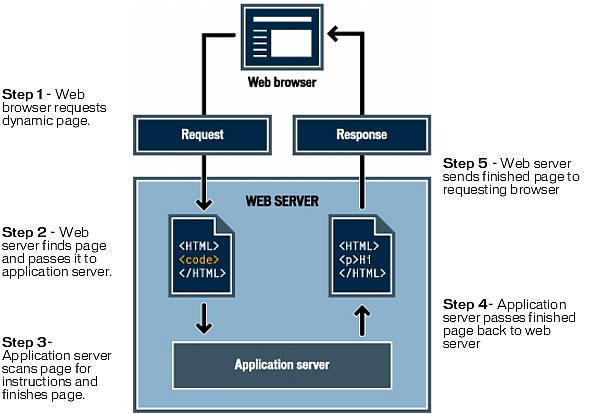 Web browser
Step 1 - Web
browser requests
dynamic page.
Request
Response
Step 5 - Web server
sends finished page to
requesting browser
WEB SERVER
Step 2 - Web
server finds page
and passes it to
application server.
<HTML>
<code>
</HTML>
<HTML>
<p>Hi
</HTML>
Step 4- Application
server passes finished
page back to web
server
Step 3-
Application server
scans page for
instructions and
finishes page.
Application server